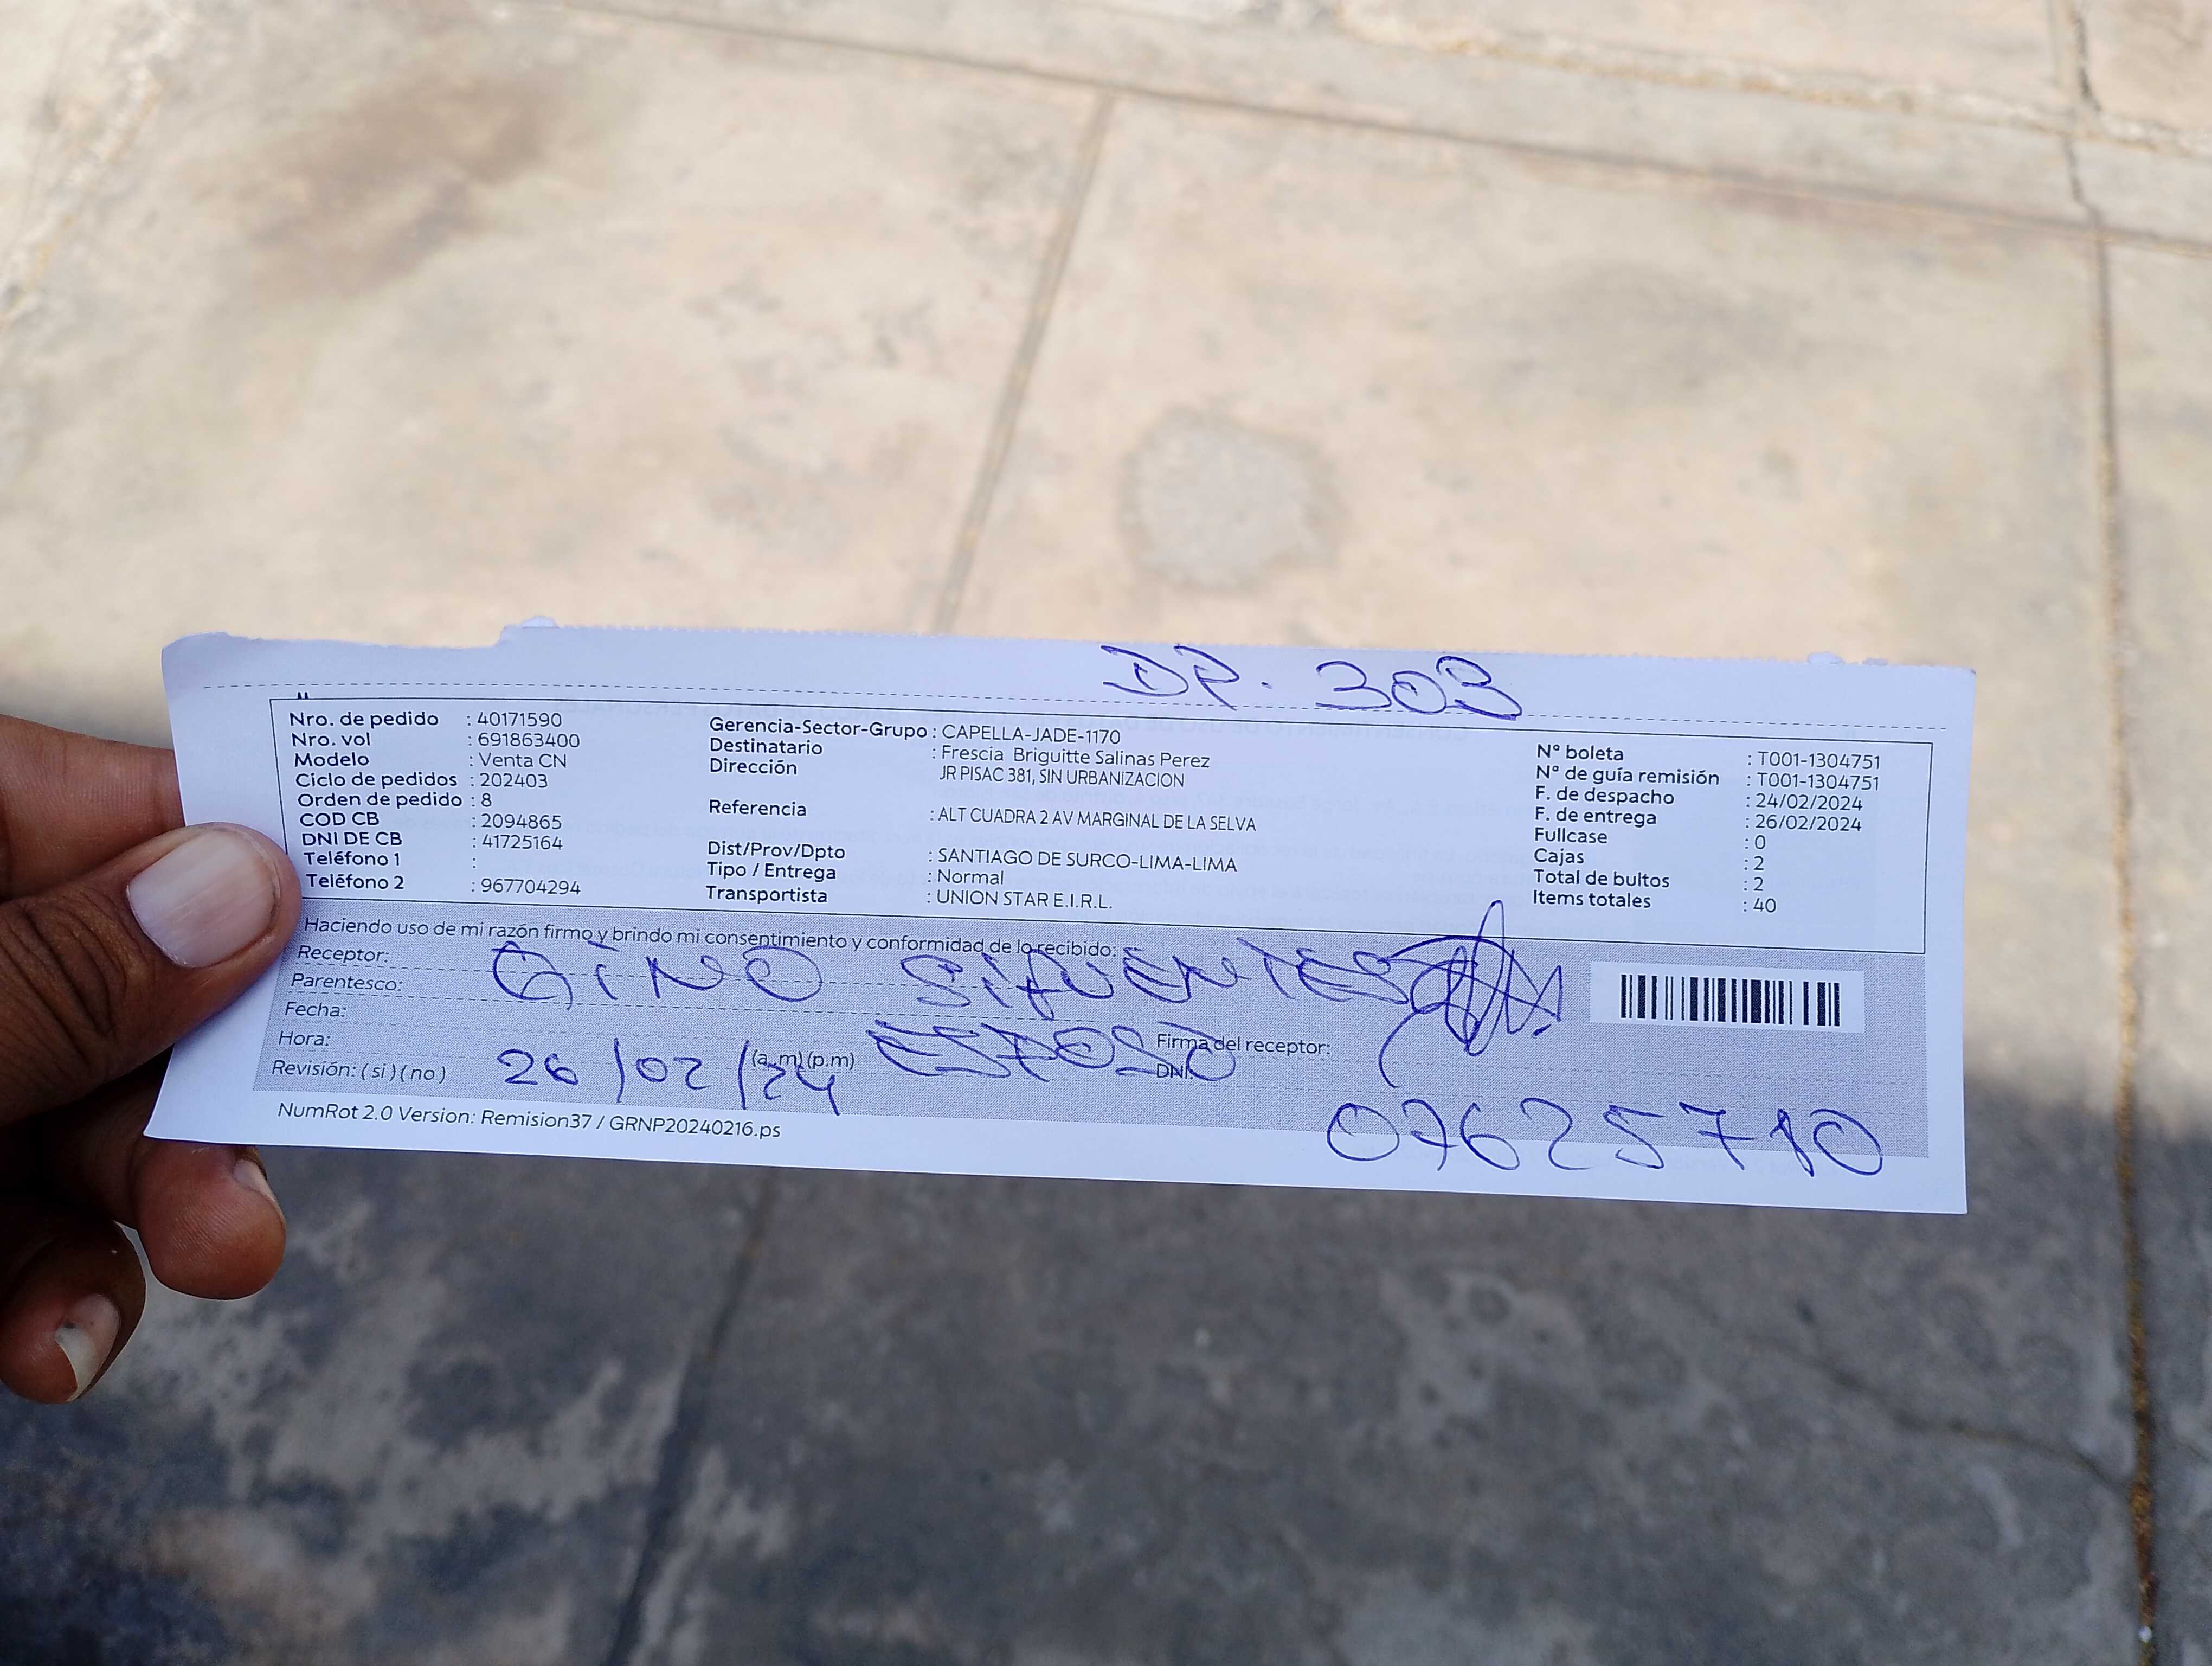 DP. 303
Nro. de pedido : 40171590
Nro. vol : 691863400
Modelo : Venta CN
Ciclo de pedidos : 202403
Orden de pedido : 8
COD CB : 2094865
DNI DE CB : 41725164
Teléfono 1 :
Teléfono 2 : 967704294
Gerencia-Sector-Grupo : CAPELLA-JADE-1170
Destinatario : Frescia Briguitte Salinas Perez
Dirección JR PISAC 381, SIN URBANIZACION
Referencia : ALT CUADRA 2 AV MARGINAL DE LA SELVA
Dist/Prov/Dpto : SANTIAGO DE SURCO-LIMA-LIMA
Tipo / Entrega : Normal
Transportista : UNION STAR E.I.R.L.
N° boleta : T001-1304751
N° de guía remisión : T001-1304751
F. de despacho : 24/02/2024
F. de entrega : 26/02/2024
Fullcase : 0
Cajas : 2
Total de bultos : 2
Items totales : 40
Haciendo uso de mi razón firmo y brindo mi consentimiento y conformidad de lo recibido:
Receptor: GINO SIFUENTES
Parentesco:
Fecha: ESPOSO
Hora: 26/02/24 (a.m)(p.m)
Revisión: (si)(no)
Firma del receptor:
DNI:
07625710
NumRot 2.0 Version: Remision37 / GRNP20240216.ps